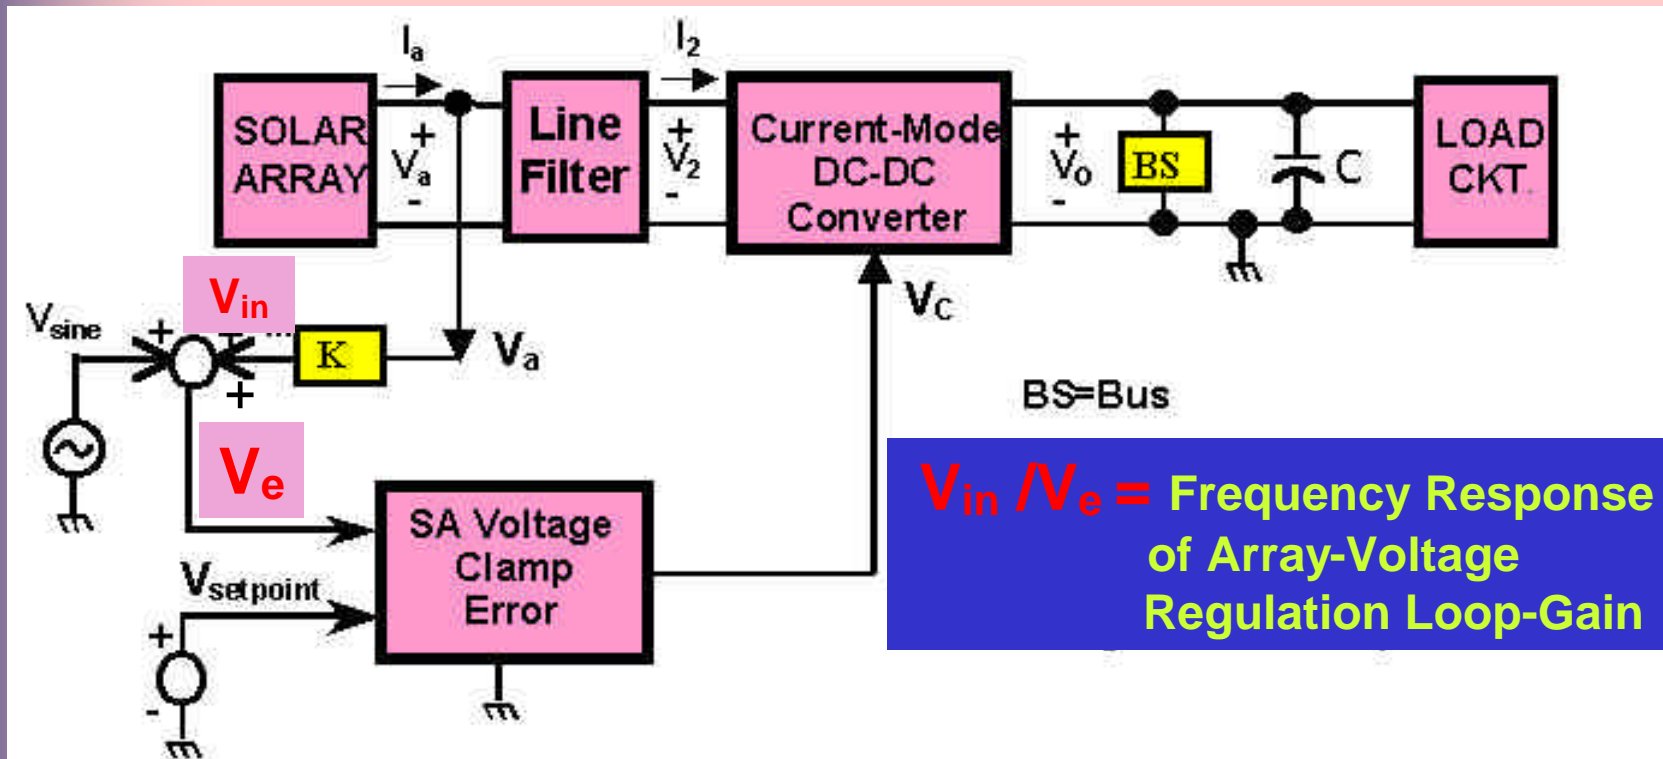 Ia
I2
SOLAR
ARRAY
+
Va
-
Line
Filter
+
V2
-
Current-Mode
DC-DC
Converter
+
Vo
-
BS
C
LOAD
CKT.
Vin
Vsine
+
+
K
Va
VC
+
BS=Bus
Ve
SA Voltage
Clamp
Error
Vsetpoint
+
-
Vin /Ve = Frequency Response
of Array-Voltage
Regulation Loop-Gain